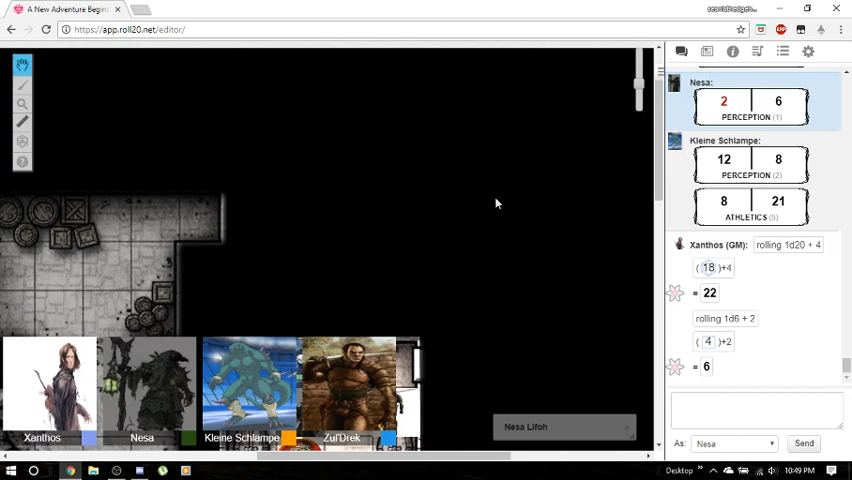 A New Adventure Begin
https://app.roll20.net/editor/
Nesa:
2 6
PERCEPTION (1)
Kleine Schlampe:
12 8
PERCEPTION (2)
8 21
ATHLETICS (5)
Xanthos (GM): rolling 1d20 + 4
( 18 )+4
= 22
rolling 1d6 + 2
( 4 )+2
= 6
Xanthos
Nesa
Kleine Schlampe
Zul'Drek
Nesa Lifoh
As: Nesa Send
Desktop
10:49 PM